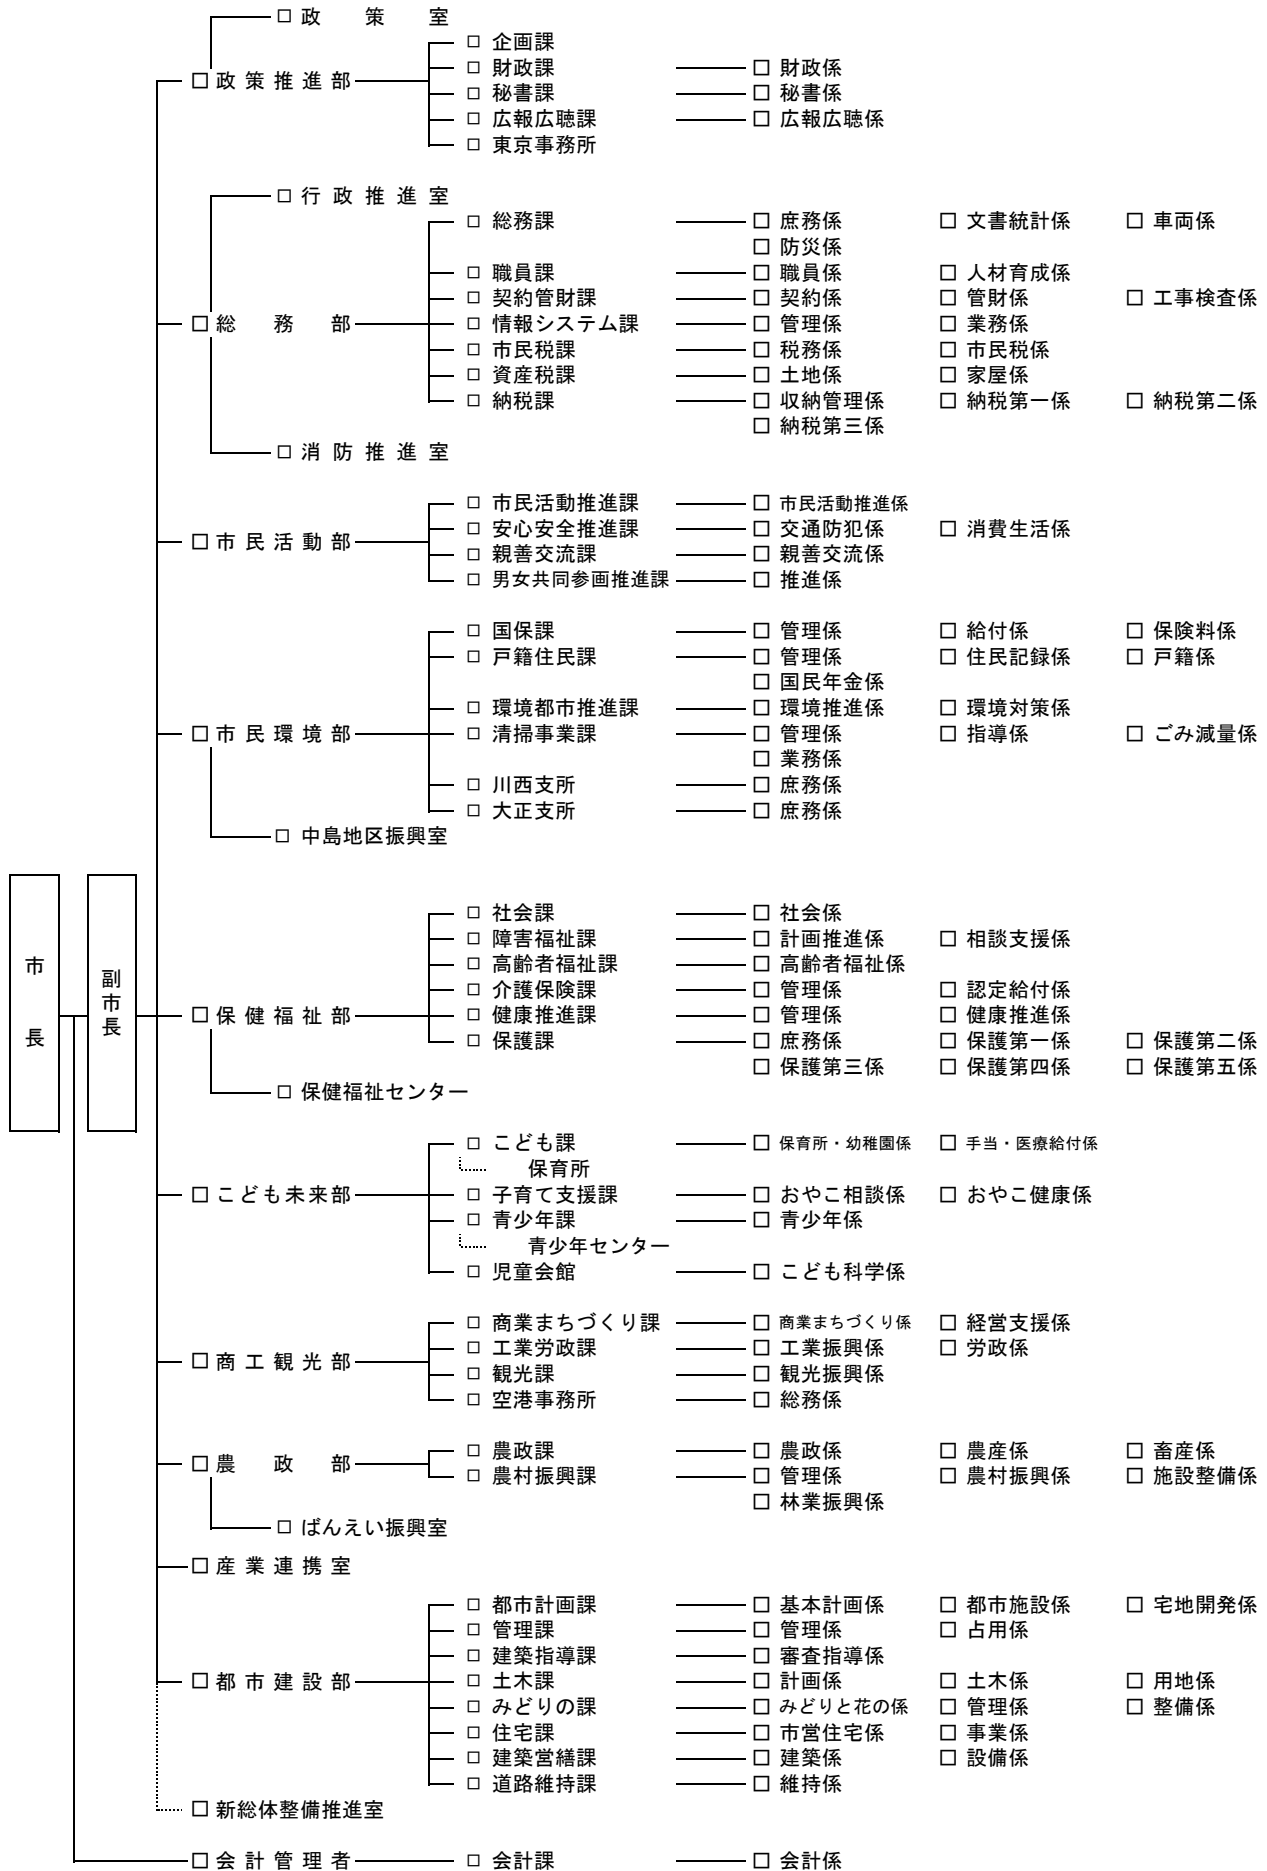 □ 政策室
□ 企画課
□ 政策推進部 □ 財政課 □ 財政係
□ 秘書課 □ 秘書係
□ 広報広聴課 □ 広報広聴係
□ 東京事務所
□ 行政推進室
□ 総務課 □ 庶務係 □ 文書統計係 □ 車両係
□ 防災係
□ 職員課 □ 職員係 □ 人材育成係
□ 契約管財課 □ 契約係 □ 管財係 □ 工事検査係
□ 総務部 □ 情報システム課 □ 管理係 □ 業務係
□ 市民税課 □ 税務係 □ 市民税係
□ 資産税課 □ 土地係 □ 家屋係
□ 納税課 □ 収納管理係 □ 納税第一係 □ 納税第二係
□ 納税第三係
□ 消防推進室
□ 市民活動推進課 □ 市民活動推進係
□ 安心安全推進課 □ 交通防犯係 □ 消費生活係
□ 市民活動部 □ 親善交流課 □ 親善交流係
□ 男女共同参画推進課 □ 推進係
□ 国保課 □ 管理係 □ 給付係 □ 保険料係
□ 戸籍住民課 □ 管理係 □ 住民記録係 □ 戸籍係
□ 国民年金係
□ 環境都市推進課 □ 環境推進係 □ 環境対策係
□ 市民環境部 □ 清掃事業課 □ 管理係 □ 指導係 □ ごみ減量係
□ 業務係
□ 川西支所 □ 庶務係
□ 大正支所 □ 庶務係
□ 中島地区振興室
市長
副市長
□ 社会課 □ 社会係
□ 障害福祉課 □ 計画推進係 □ 相談支援係
□ 高齢者福祉課 □ 高齢者福祉係
□ 介護保険課 □ 管理係 □ 認定給付係
□ 保健福祉部 □ 健康推進課 □ 管理係 □ 健康推進係
□ 保護課 □ 庶務係 □ 保護第一係 □ 保護第二係
□ 保護第三係 □ 保護第四係 □ 保護第五係
□ 保健福祉センター
□ こども課 □ 保育所・幼稚園係 □ 手当・医療給付係
保育所
□ こども未来部 □ 子育て支援課 □ おやこ相談係 □ おやこ健康係
□ 青少年課 □ 青少年係
青少年センター
□ 児童会館 □ こども科学係
□ 商業まちづくり課 □ 商業まちづくり係 □ 経営支援係
□ 工業労政課 □ 工業振興係 □ 労政係
□ 商工観光部 □ 観光課 □ 観光振興係
□ 空港事務所 □ 総務係
□ 農政部 □ 農政課 □ 農政係 □ 農産係 □ 畜産係
□ 農村振興課 □ 管理係 □ 農村振興係 □ 施設整備係
□ 林業振興係
□ ばんえい振興室
□ 産業連携室
□ 都市計画課 □ 基本計画係 □ 都市施設係 □ 宅地開発係
□ 管理課 □ 管理係 □ 占用係
□ 建築指導課 □ 審査指導係
□ 都市建設部 □ 土木課 □ 計画係 □ 土木係 □ 用地係
□ みどりの課 □ みどりと花の係 □ 管理係 □ 整備係
□ 住宅課 □ 市営住宅係 □ 事業係
□ 建築営繕課 □ 建築係 □ 設備係
□ 道路維持課 □ 維持係
□ 新総体整備推進室
□ 会計管理者 □ 会計課 □ 会計係